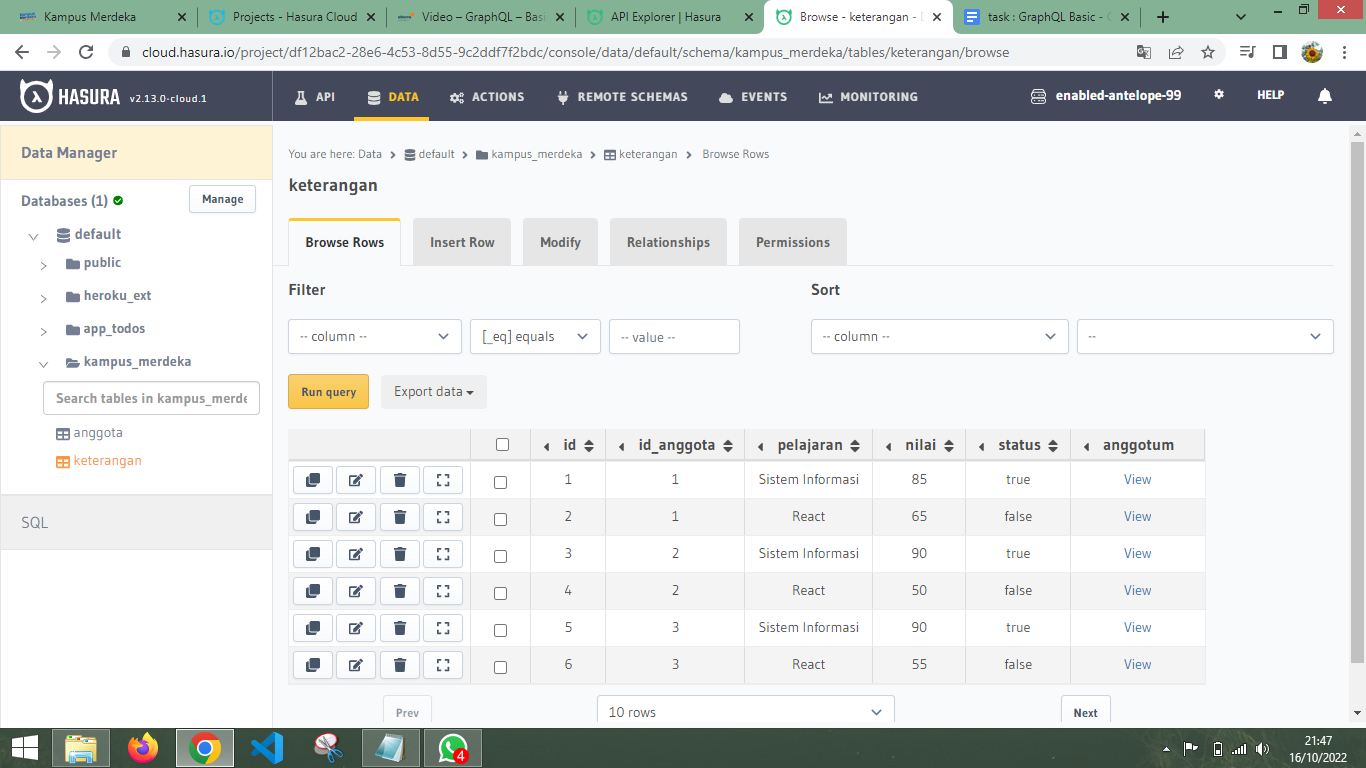 Kampus Merdeka
Projects - Hasura Cloud
Video – GraphQL – Basi
API Explorer | Hasura
Browse - keterangan - D
task : GraphQL Basic - G
cloud.hasura.io/project/df12bac2-28e6-4c53-8d55-9c2ddf7f2bdc/console/data/default/schema/kampus_merdeka/tables/keterangan/browse
HASURA v2.13.0-cloud.1
API
DATA
ACTIONS
REMOTE SCHEMAS
EVENTS
MONITORING
enabled-antelope-99
HELP
Data Manager
Databases (1)
Manage
default
public
heroku_ext
app_todos
kampus_merdeka
Search tables in kampus_merde
anggota
keterangan
SQL
You are here: Data > default > kampus_merdeka > keterangan > Browse Rows
keterangan
Browse Rows
Insert Row
Modify
Relationships
Permissions
Filter
Sort
-- column --
[_eq] equals
-- value --
-- column --
--
Run query
Export data
id id_anggota pelajaran nilai status anggotum
1 1 Sistem Informasi 85 true View
2 1 React 65 false View
3 2 Sistem Informasi 90 true View
4 2 React 50 false View
5 3 Sistem Informasi 90 true View
6 3 React 55 false View
Prev
10 rows
Next
4
21:47
16/10/2022